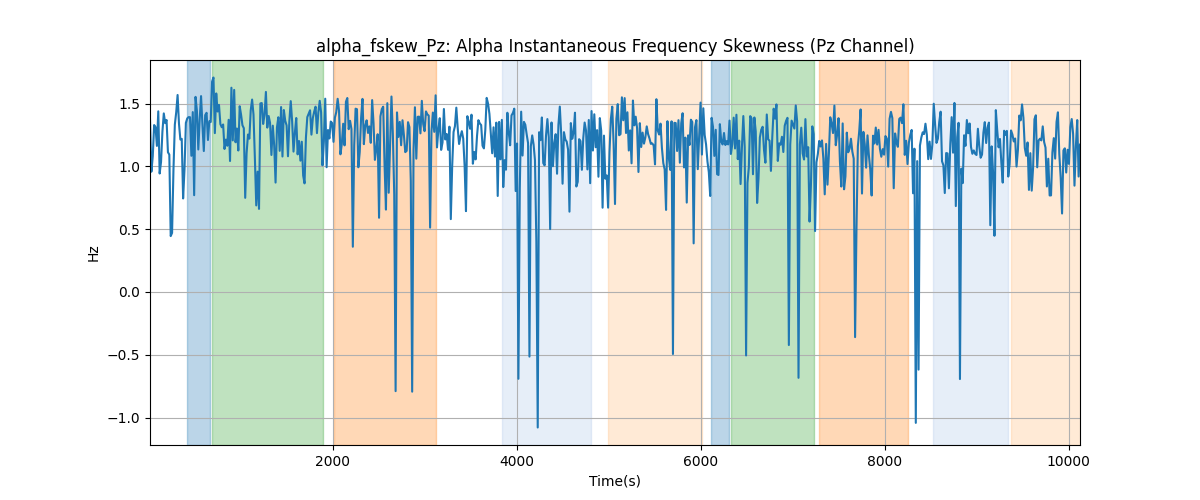 alpha_fskew_Pz: Alpha Instantaneous Frequency Skewness (Pz Channel)
1.5
1.0
0.5
0.0
−0.5
−1.0
Hz
2000 4000 6000 8000 10000
Time(s)